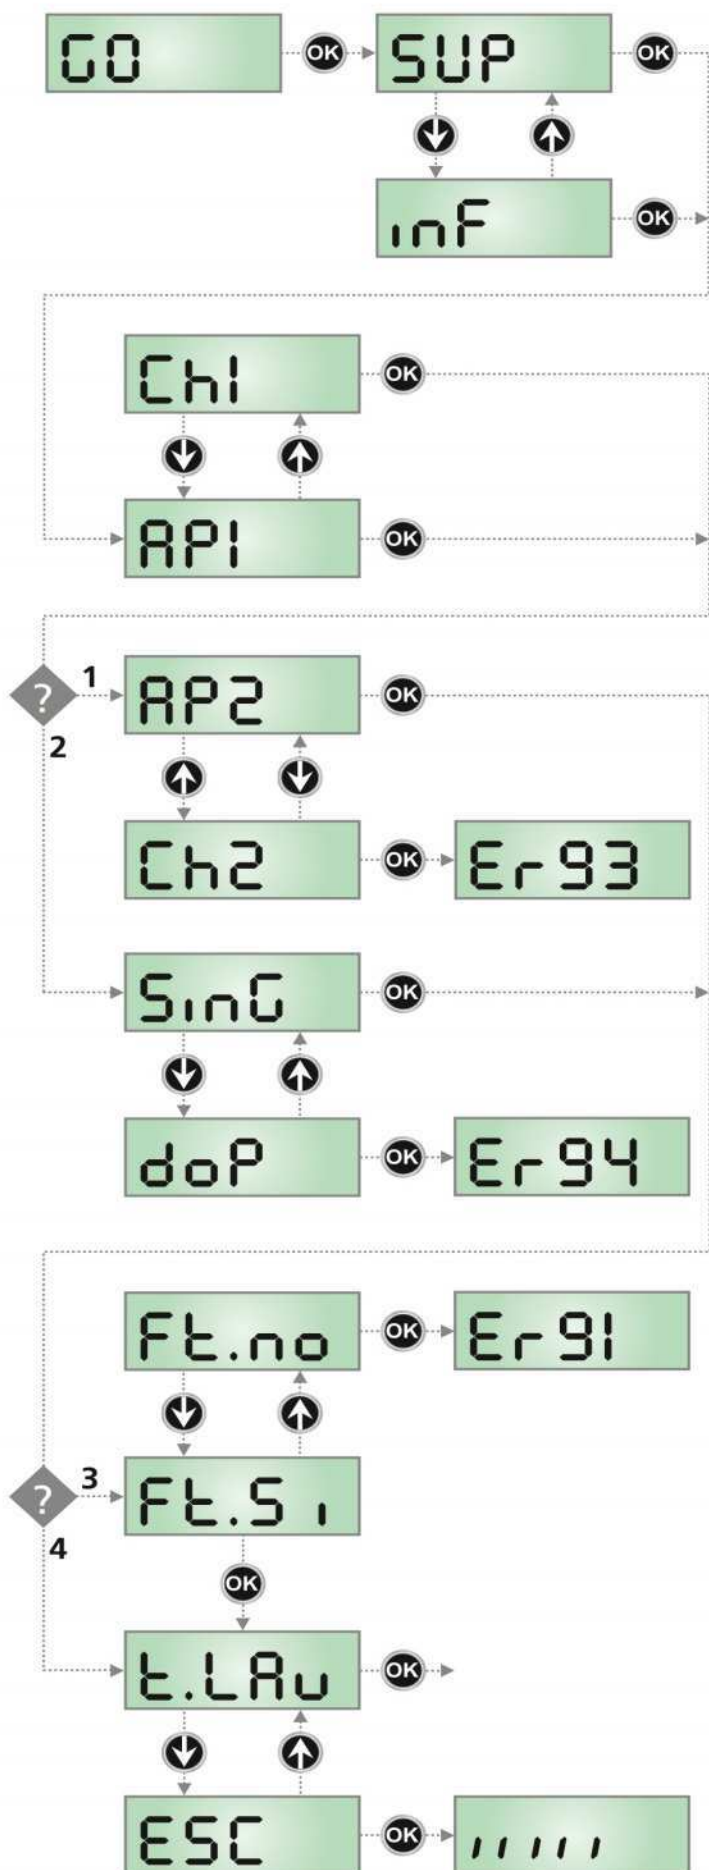 GO OK SUP OK
inF OK
Ch1 OK
AP1 OK
? 1 AP2 OK
2
Ch2 OK Er93
SinG OK
doP OK Er94
Ft.no OK Er91
? 3 Ft.Si
4
OK
t.LAv OK
ESC OK